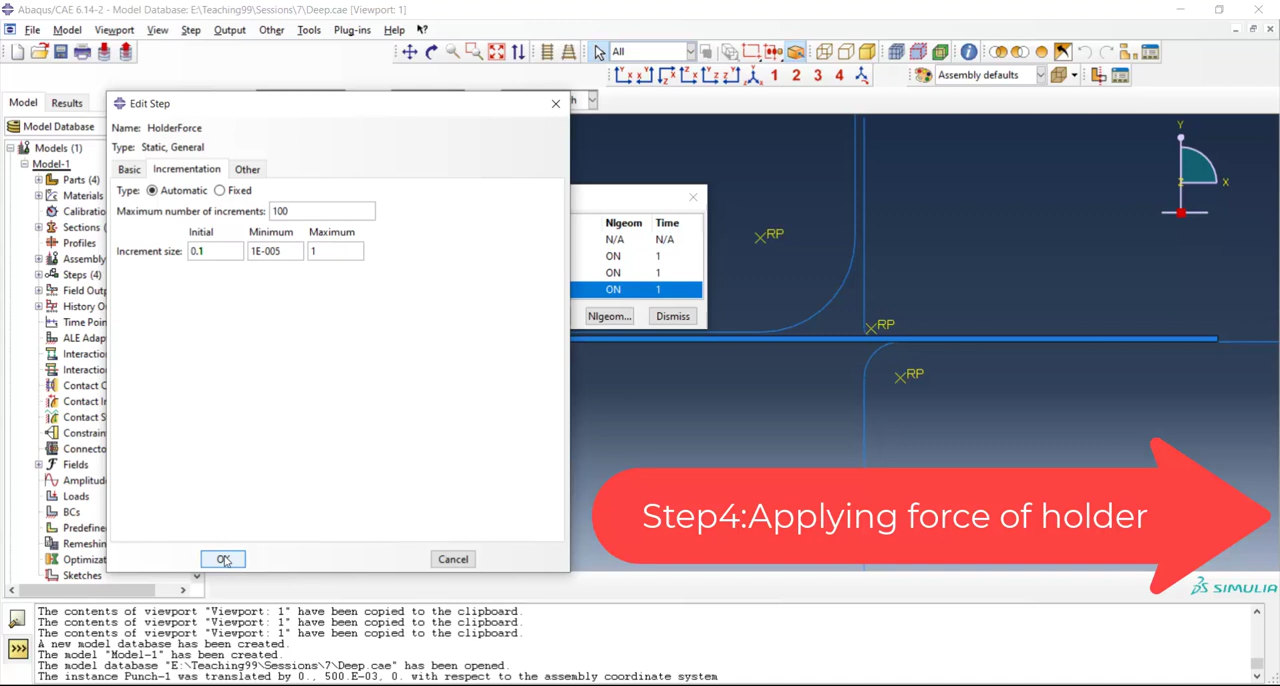 Abaqus/CAE 6.14-2 - Model Database: E:\Teaching99\Sessions\7\Deep.cae [Viewport: 1]
File Model Viewport View Step Output Other Tools Plug-ins Help
All
1 2 3 4 Assembly defaults
Model Results
Model Database
Models (1)
Model-1
Parts (4)
Materials
Calibration
Sections (
Profiles
Assembly
Steps (4)
Field Outp
History O
Time Poin
ALE Adap
Interactio
Interactio
Contact C
Contact In
Contact S
Constrain
Connecto
Fields
Amplitud
Loads
BCs
Predefine
Remeshin
Optimizat
Sketches
Edit Step
Name: HolderForce
Type: Static, General
Basic Incrementation Other
Type: Automatic Fixed
Maximum number of increments: 100
Initial Minimum Maximum
Increment size: 0.1 1E-005 1
OK Cancel
Nlgeom Time
N/A N/A
ON 1
ON 1
ON 1
Nlgeom... Dismiss
RP
RP
RP
Y
Z X
Step4:Applying force of holder
SIMULIA
The contents of viewport "Viewport: 1" have been copied to the clipboard.
The contents of viewport "Viewport: 1" have been copied to the clipboard.
The contents of viewport "Viewport: 1" have been copied to the clipboard.
A new model database has been created.
The model "Model-1" has been created.
The model database "E:\Teaching99\Sessions\7\Deep.cae" has been opened.
The instance Punch-1 was translated by 0., 500.E-03, 0. with respect to the assembly coordinate system